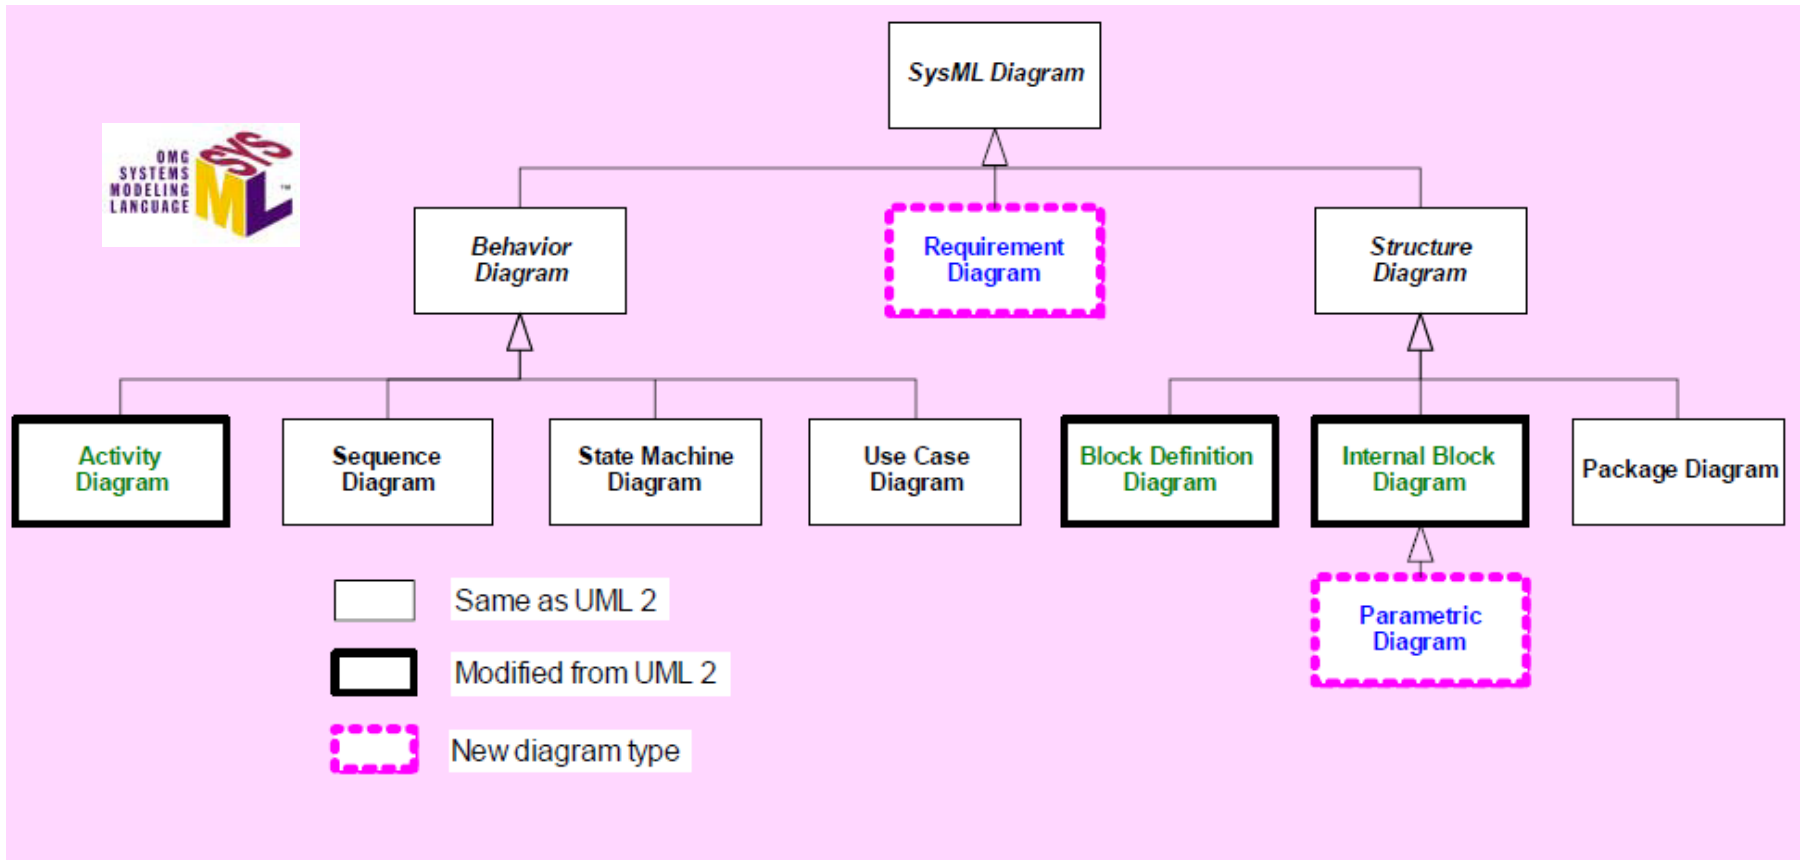 SysML Diagram
OMG
SYSTEMS
MODELING
LANGUAGE
SYS
ML™
Behavior
Diagram
Requirement
Diagram
Structure
Diagram
Activity
Diagram
Sequence
Diagram
State Machine
Diagram
Use Case
Diagram
Block Definition
Diagram
Internal Block
Diagram
Package Diagram
Parametric
Diagram
Same as UML 2
Modified from UML 2
New diagram type